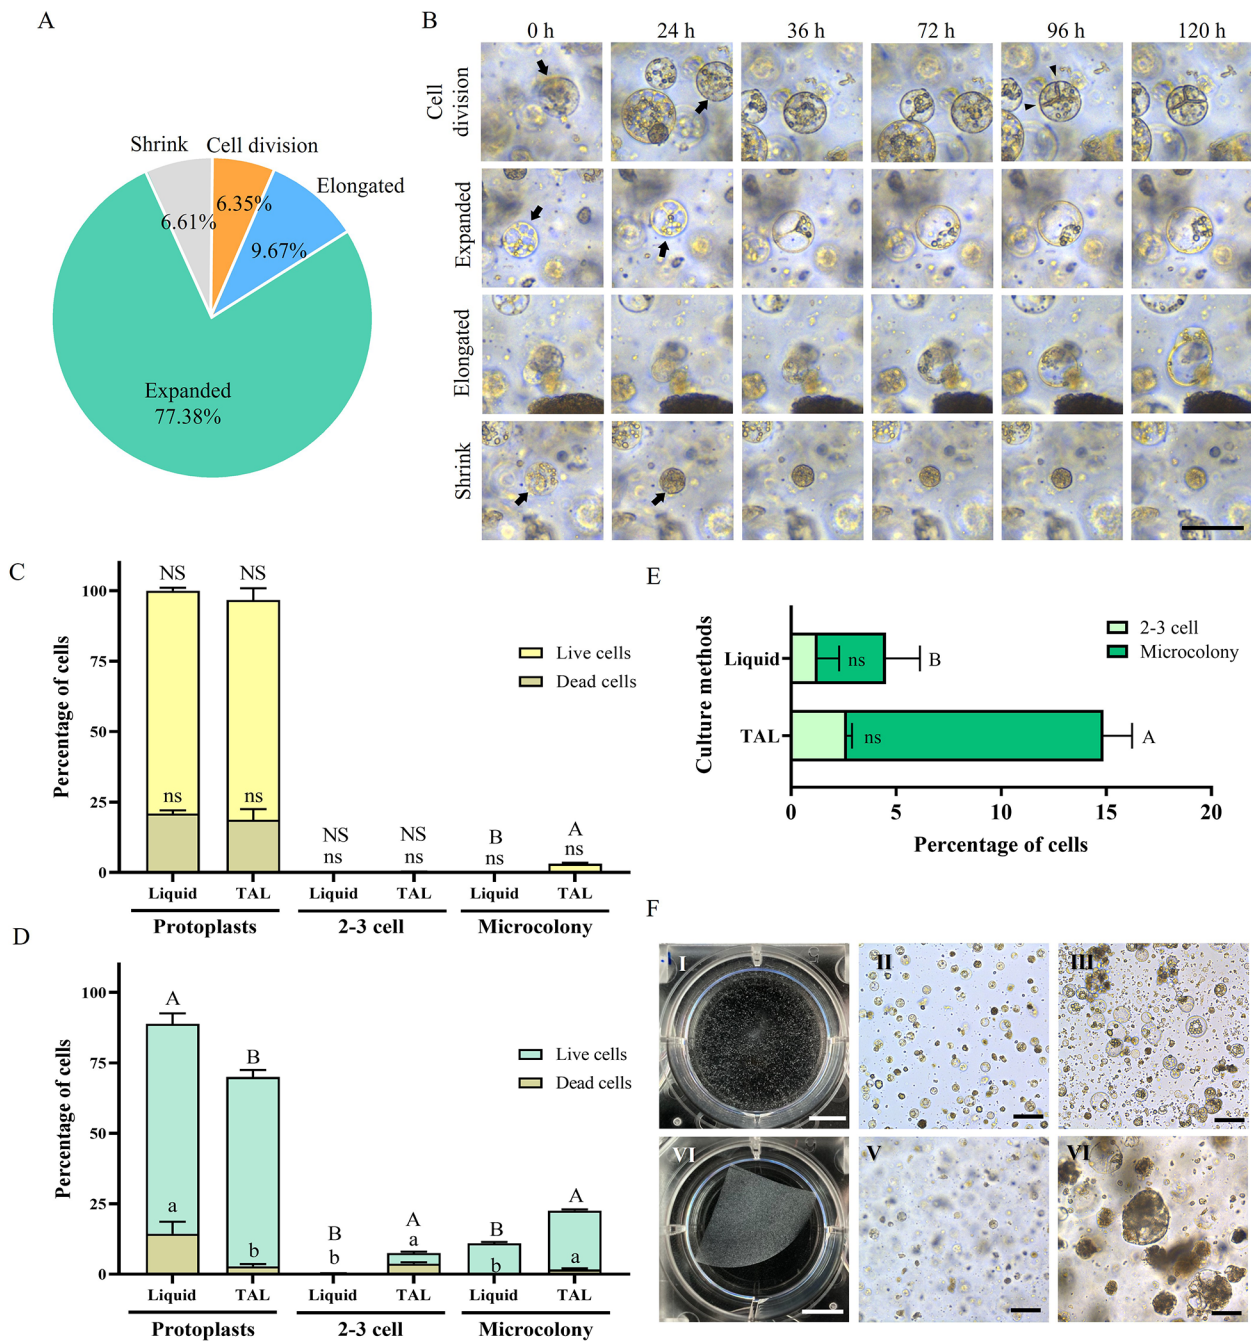 A
Shrink
Cell division
Elongated
6.35%
6.61%
9.67%
Expanded
77.38%
B
0 h
24 h
36 h
72 h
96 h
120 h
Cell
division
Expanded
Elongated
Shrink
C
Percentage of cells
100
75
50
25
0
NS
NS
ns
ns
NS
NS
B
A
ns
ns
ns
ns
Live cells
Dead cells
Liquid
TAL
Liquid
TAL
Liquid
TAL
Protoplasts
2-3 cell
Microcolony
D
Percentage of cells
100
75
50
25
0
A
B
a
b
B
A
b
a
B
A
b
a
Live cells
Dead cells
Liquid
TAL
Liquid
TAL
Liquid
TAL
Protoplasts
2-3 cell
Microcolony
E
Culture methods
Liquid
TAL
ns
B
ns
A
2-3 cell
Microcolony
0
5
10
15
20
Percentage of cells
F
I
II
III
VI
V
VI